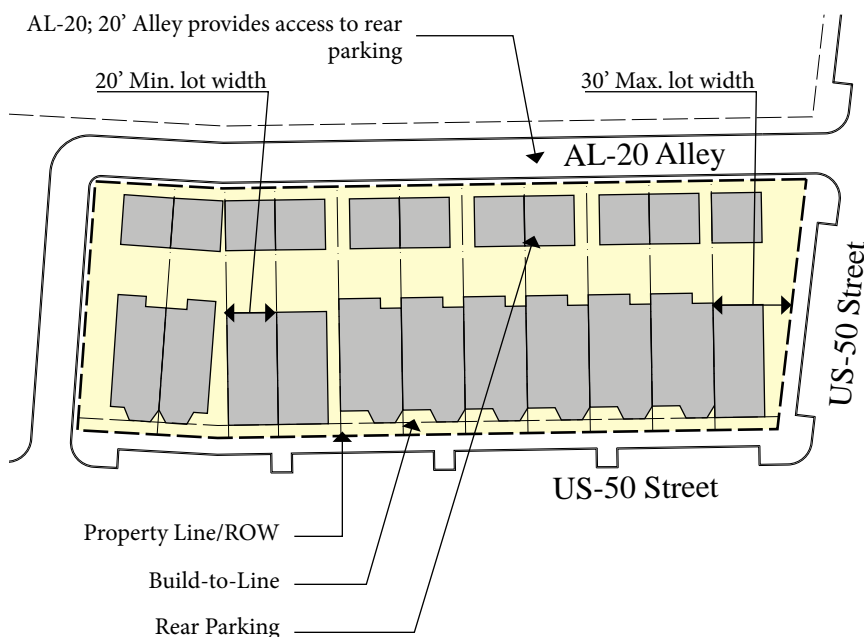 AL-20; 20’ Alley provides access to rear
parking
20’ Min. lot width
30’ Max. lot width
AL-20 Alley
US-50 Street
US-50 Street
Property Line/ROW
Build-to-Line
Rear Parking